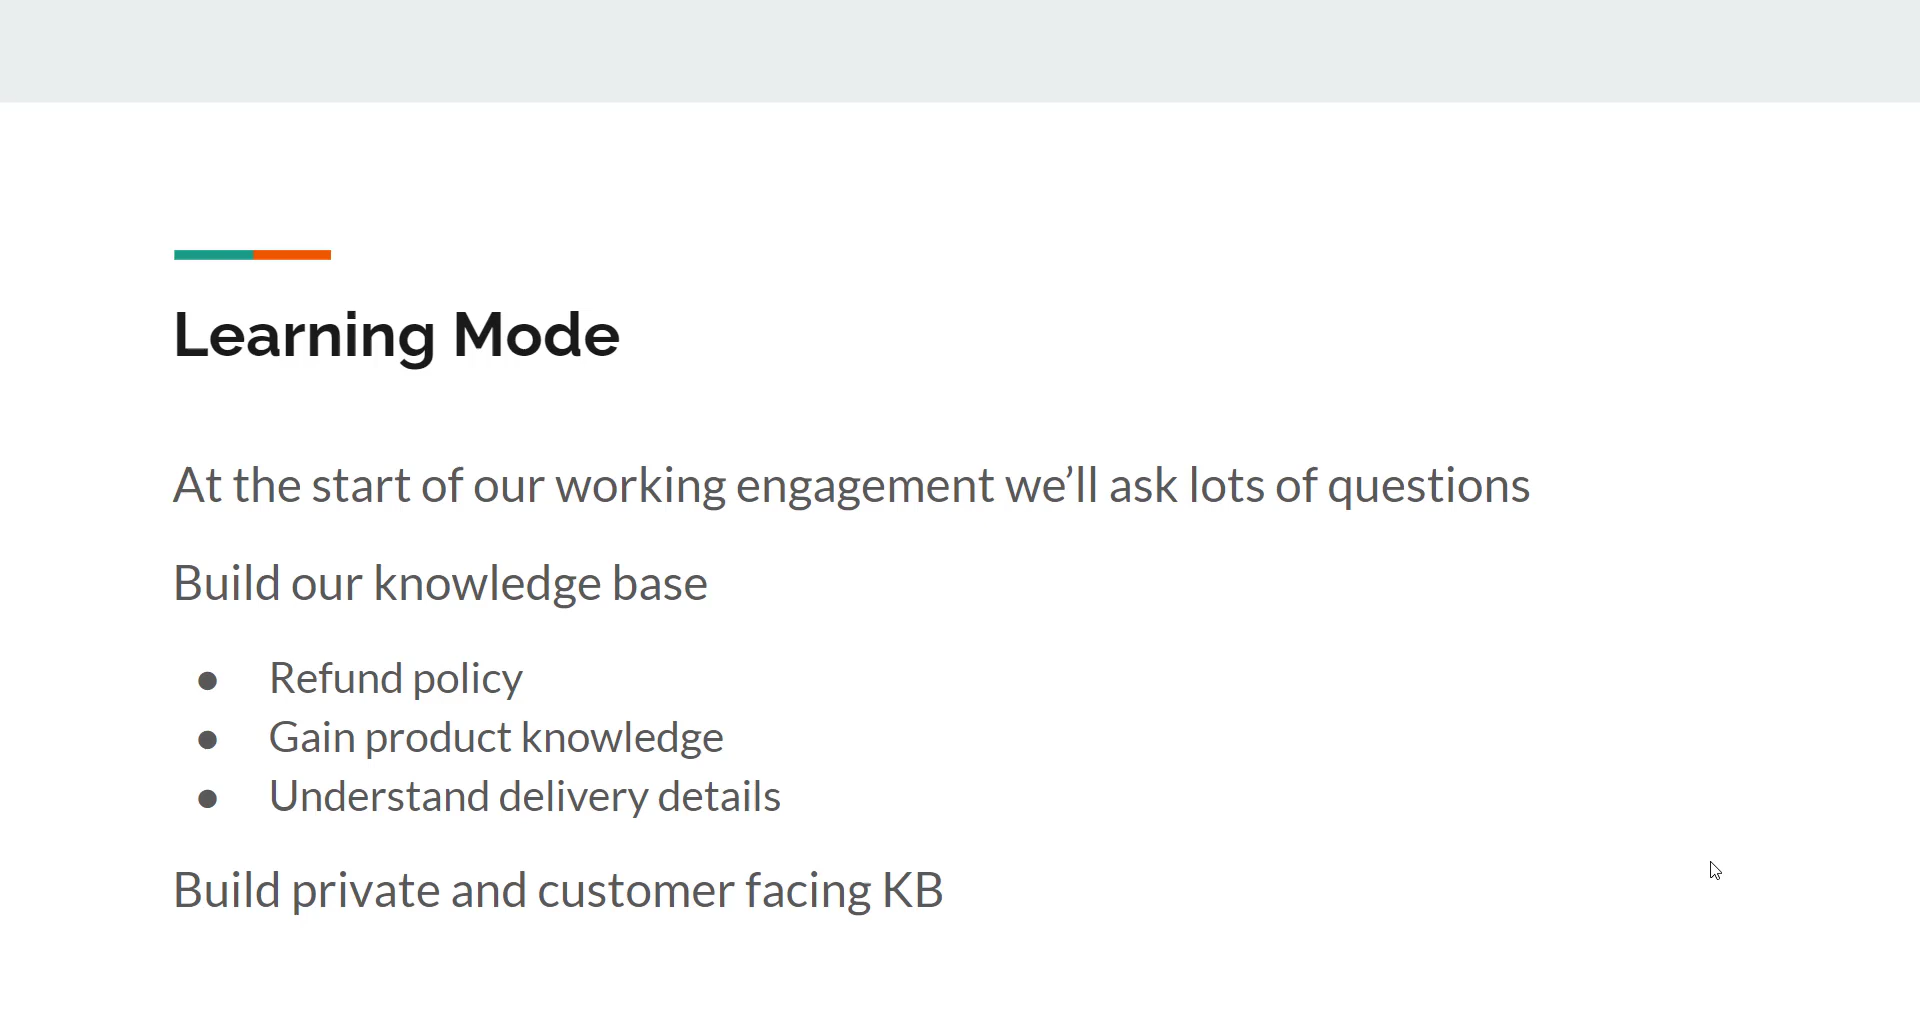 Learning Mode
At the start of our working engagement we’ll ask lots of questions
Build our knowledge base
● Refund policy
● Gain product knowledge
● Understand delivery details
Build private and customer facing KB